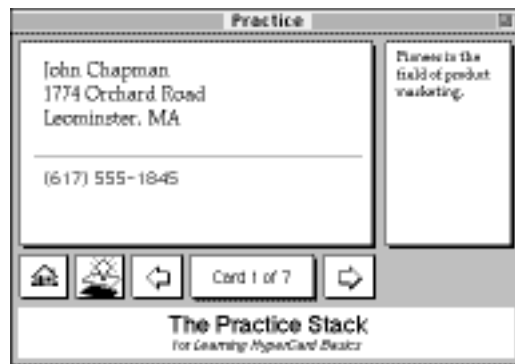 Practice
John Chapman
1774 Orchard Road
Leominster, MA
(617) 555-1845
Pioneer in the
field of product
marketing.
Card 1 of 7
The Practice Stack
for Learning HyperCard Basics